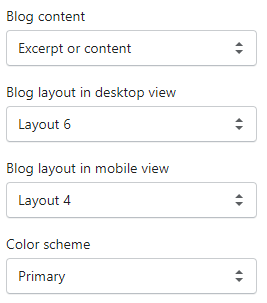 Blog content
Excerpt or content
Blog layout in desktop view
Layout 6
Blog layout in mobile view
Layout 4
Color scheme
Primary